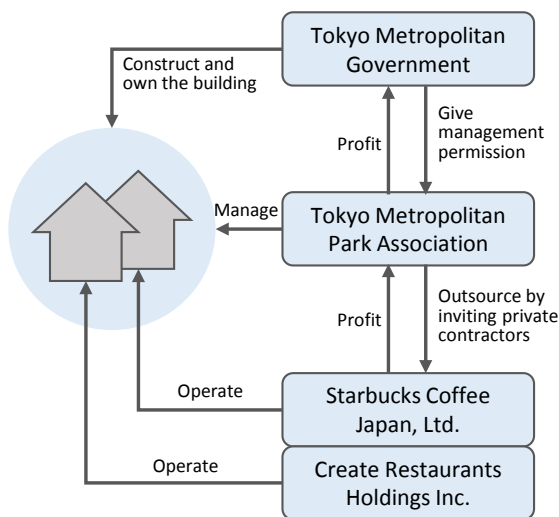 Tokyo Metropolitan
Government
Construct and
own the building
Give
management
permission
Profit
Manage
Tokyo Metropolitan
Park Association
Outsource by
inviting private
contractors
Profit
Operate
Starbucks Coffee
Japan, Ltd.
Operate
Create Restaurants
Holdings Inc.